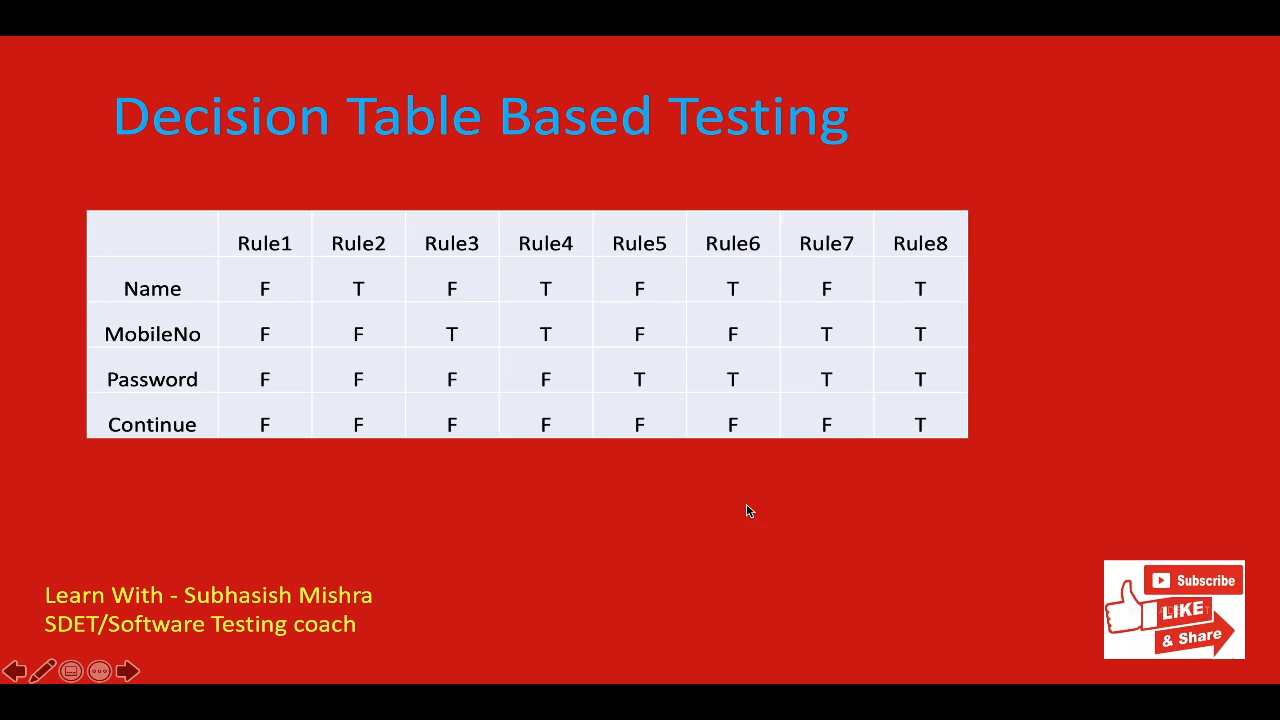 Decision Table Based Testing
Rule1 Rule2 Rule3 Rule4 Rule5 Rule6 Rule7 Rule8
Name F T F T F T F T
MobileNo F F T T F F T T
Password F F F F T T T T
Continue F F F F F F F T
Learn With - Subhasish Mishra
SDET/Software Testing coach
Subscribe
LIKE
& Share